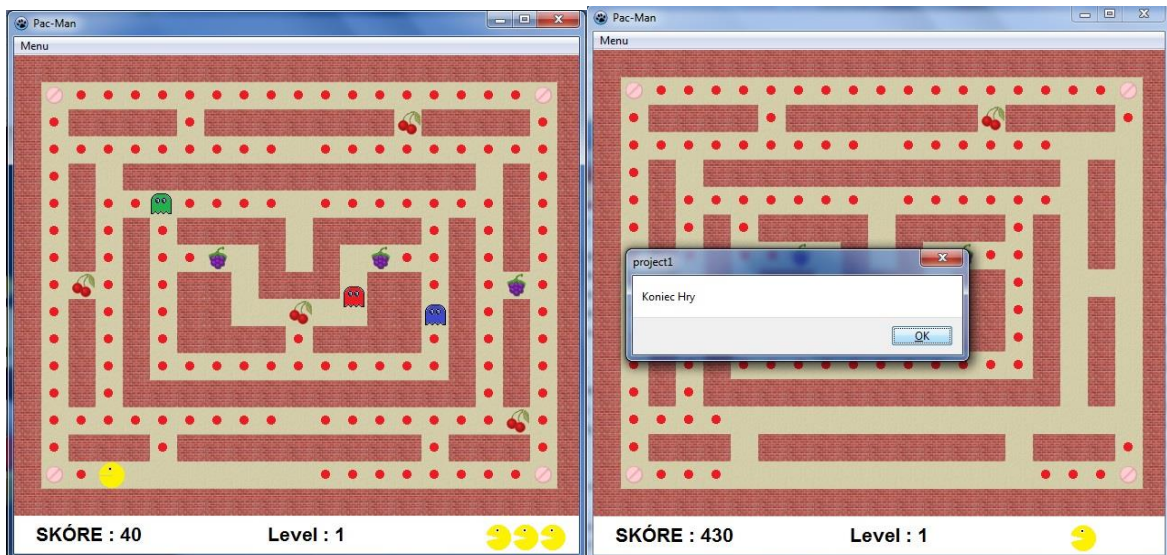 Pac-Man
Menu
SKÓRE : 40
Level : 1
Pac-Man
Menu
project1
Koniec Hry
OK
SKÓRE : 430
Level : 1